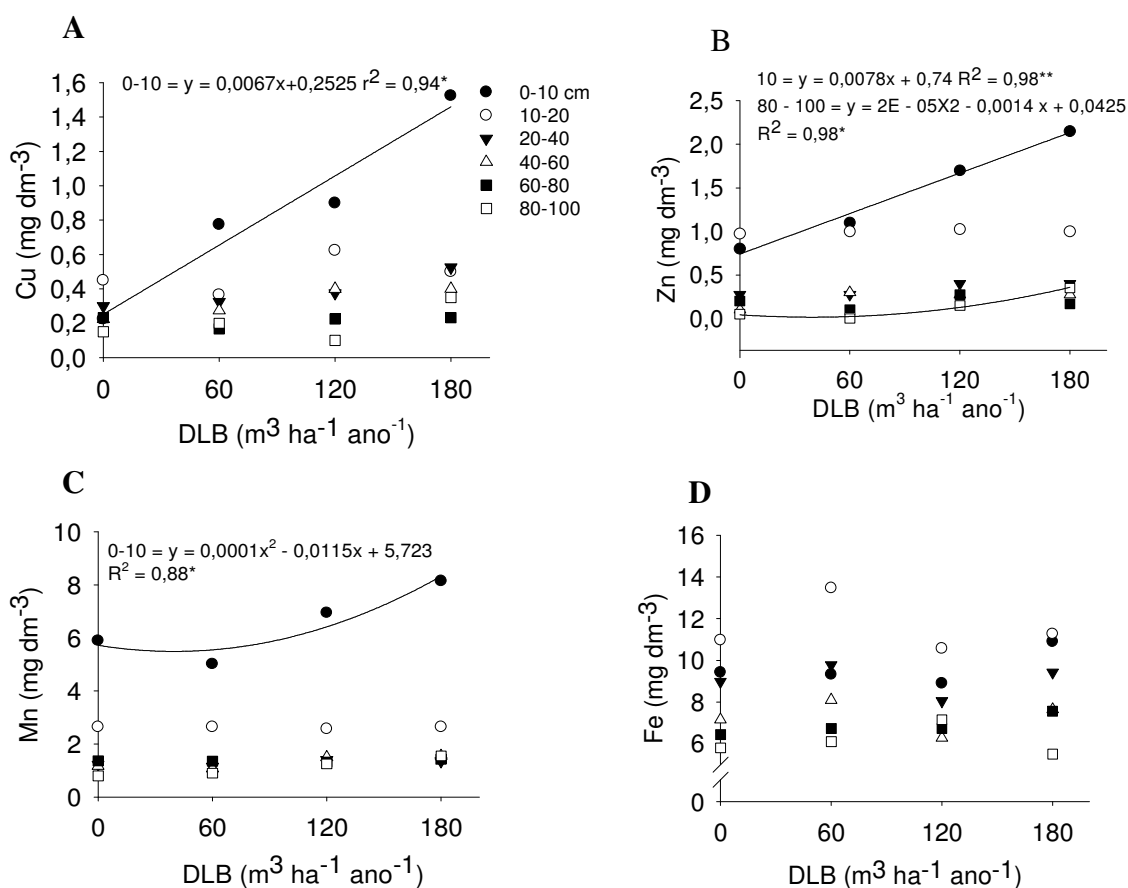 A
0-10 = y = 0,0067x+0,2525 r² = 0,94*
1,6
1,4
1,2
1,0
0,8
0,6
0,4
0,2
0,0
Cu (mg dm⁻³)
0 60 120 180
DLB (m³ ha⁻¹ ano⁻¹)
0-10 cm
10-20
20-40
40-60
60-80
80-100
B
10 = y = 0,0078x + 0,74 R² = 0,98**
80 - 100 = y = 2E - 05X2 - 0,0014 x + 0,0425
R² = 0,98*
2,5
2,0
1,5
1,0
0,5
0,0
Zn (mg dm⁻³)
0 60 120 180
DLB (m³ ha⁻¹ ano⁻¹)
C
0-10 = y = 0,0001x² - 0,0115x + 5,723
R² = 0,88*
10
8
6
4
2
0
Mn (mg dm⁻³)
0 60 120 180
DLB (m³ ha⁻¹ ano⁻¹)
D
16
14
12
10
8
6
0
Fe (mg dm⁻³)
0 60 120 180
DLB (m³ ha⁻¹ ano⁻¹)